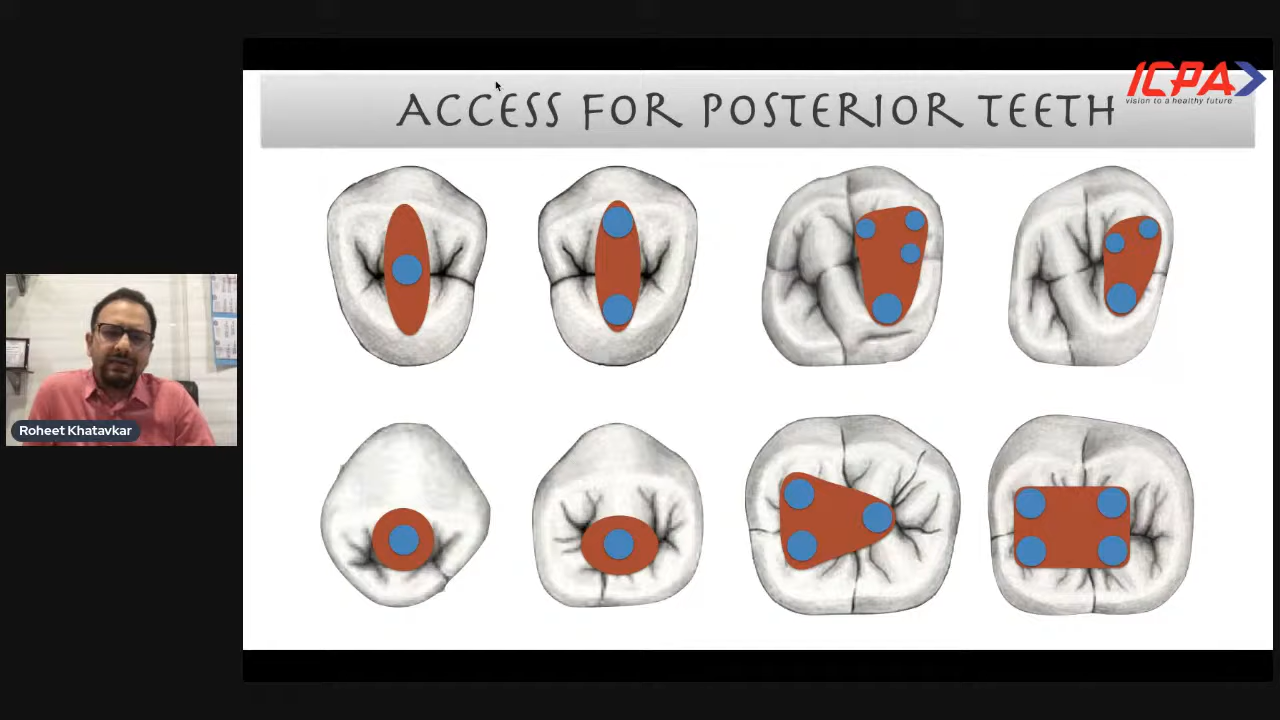 ACCESS FOR POSTERIOR TEETH
ICPA
vision to a healthy future
Roheet Khatavkar